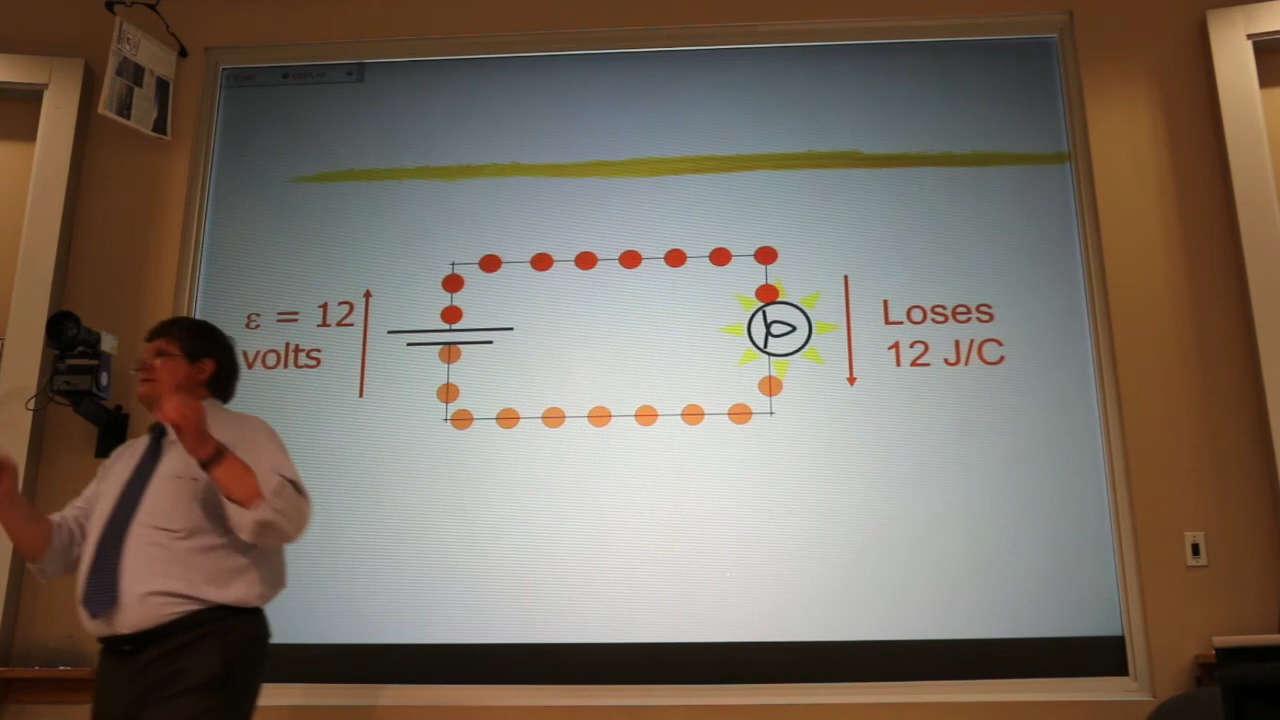 ε = 12
volts
Loses
12 J/C